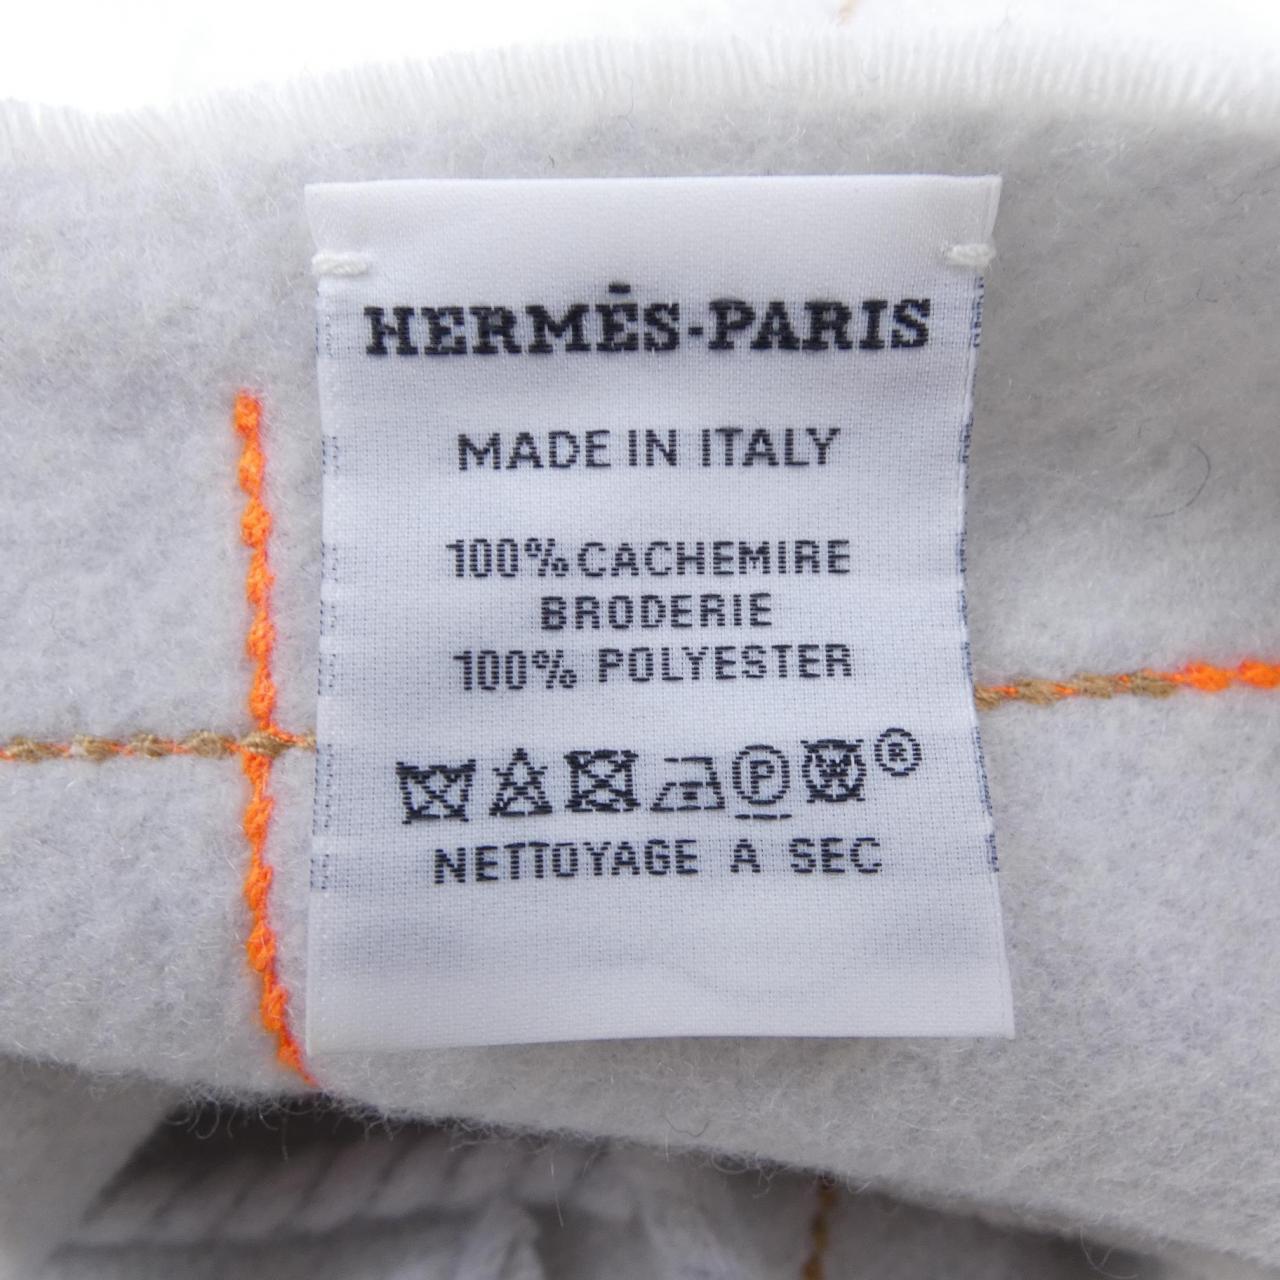 HERMÈS-PARIS
MADE IN ITALY
100% CACHEMIRE
BRODERIE
100% POLYESTER
P W ®
NETTOYAGE A SEC